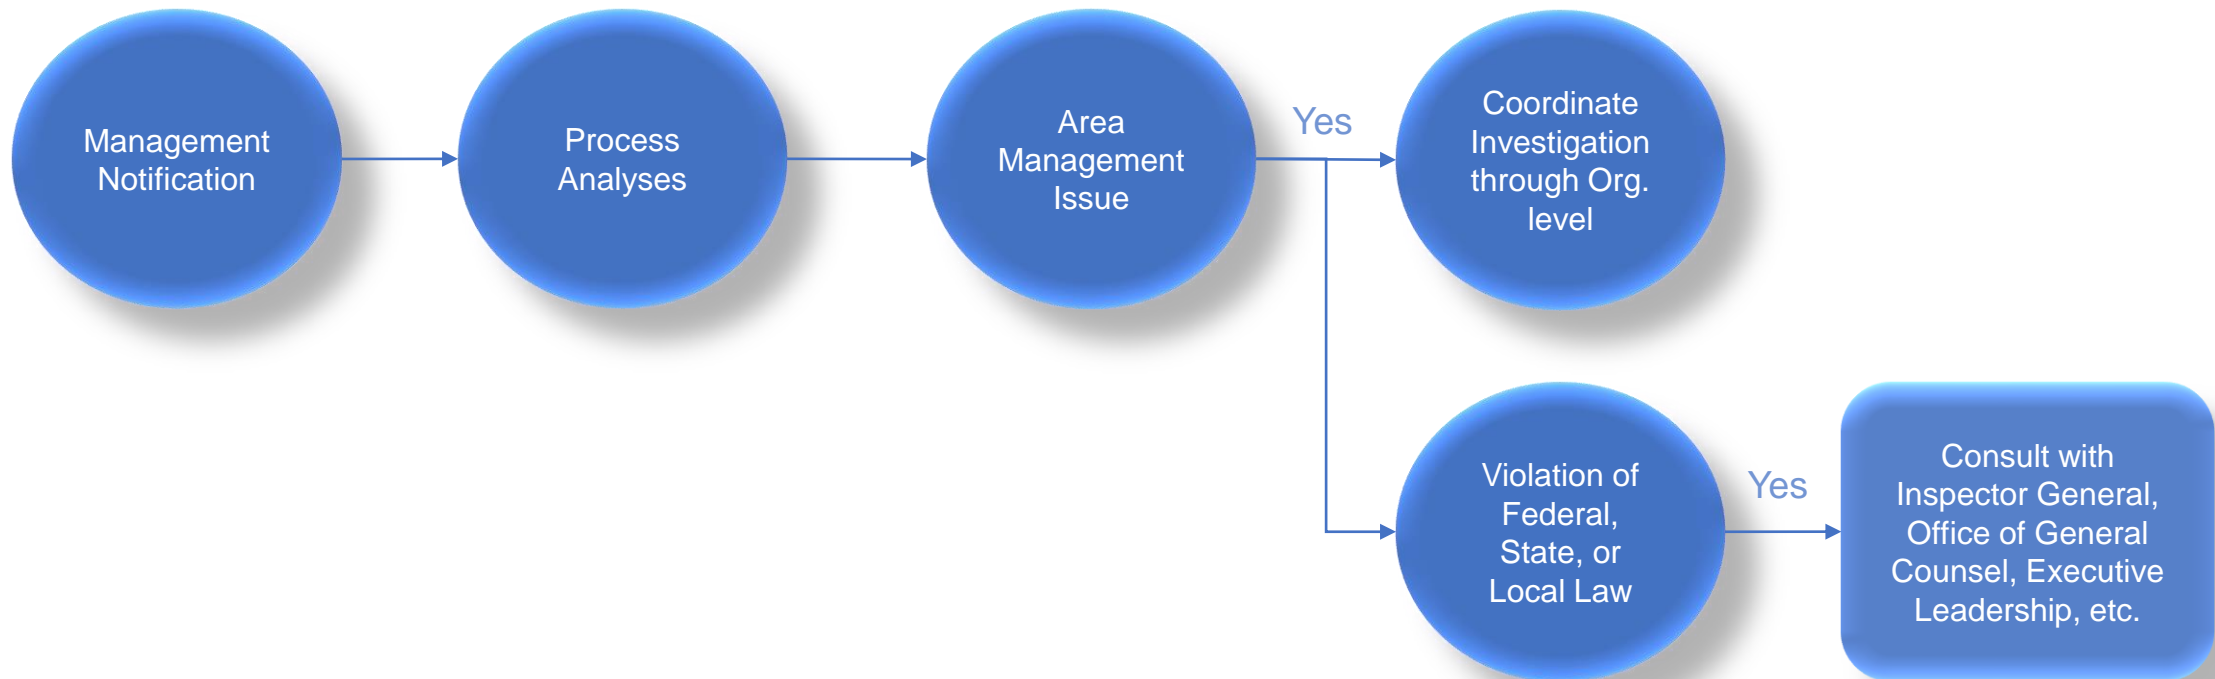 Management
Notification
Process
Analyses
Area
Management
Issue
Yes
Coordinate
Investigation
through Org.
level
Violation of
Federal,
State, or
Local Law
Yes
Consult with
Inspector General,
Office of General
Counsel, Executive
Leadership, etc.